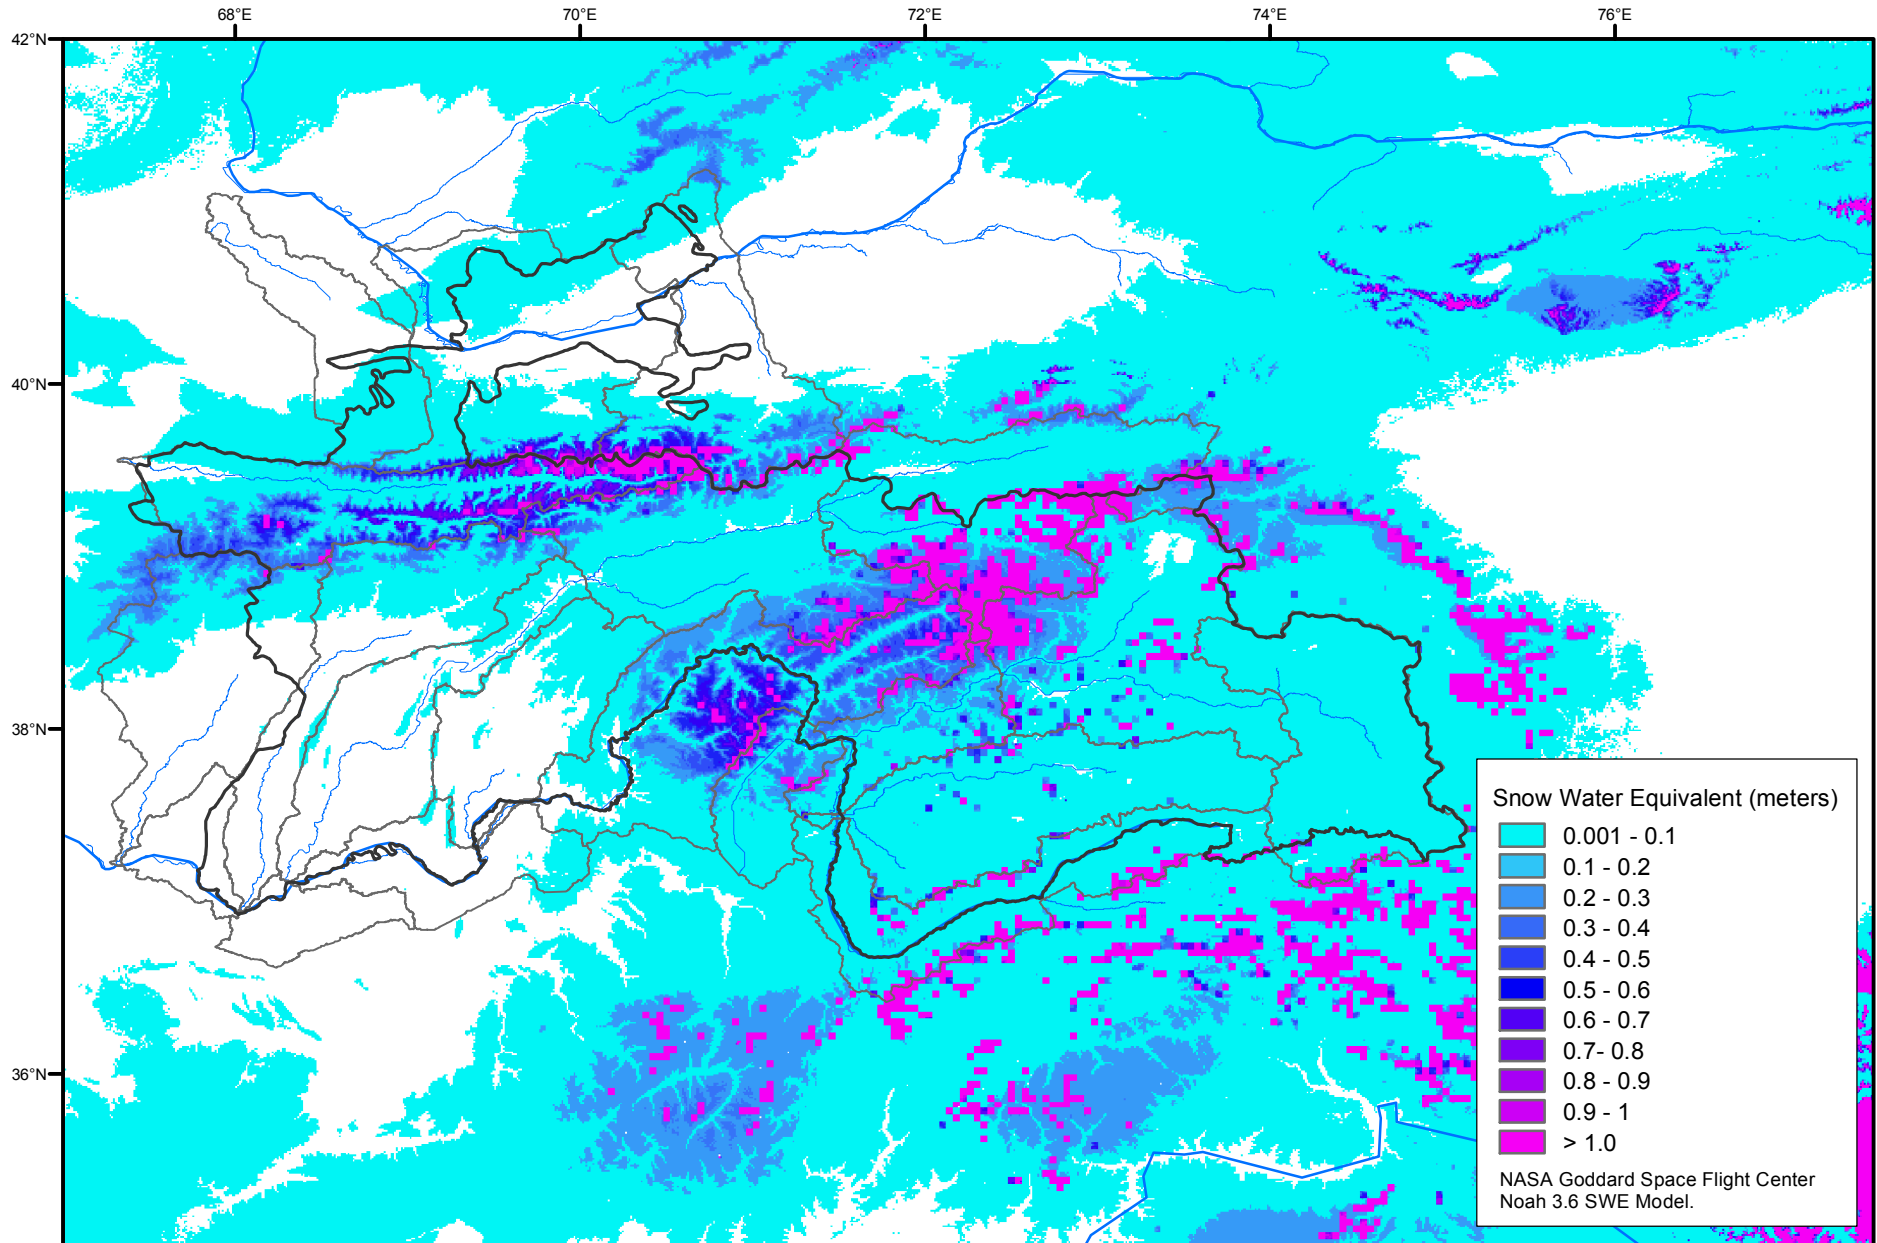 68°E
70°E
72°E
74°E
76°E
42°N
40°N
38°N
36°N
Snow Water Equivalent (meters)
0.001 - 0.1
0.1 - 0.2
0.2 - 0.3
0.3 - 0.4
0.4 - 0.5
0.5 - 0.6
0.6 - 0.7
0.7- 0.8
0.8 - 0.9
0.9 - 1
> 1.0
NASA Goddard Space Flight Center
Noah 3.6 SWE Model.